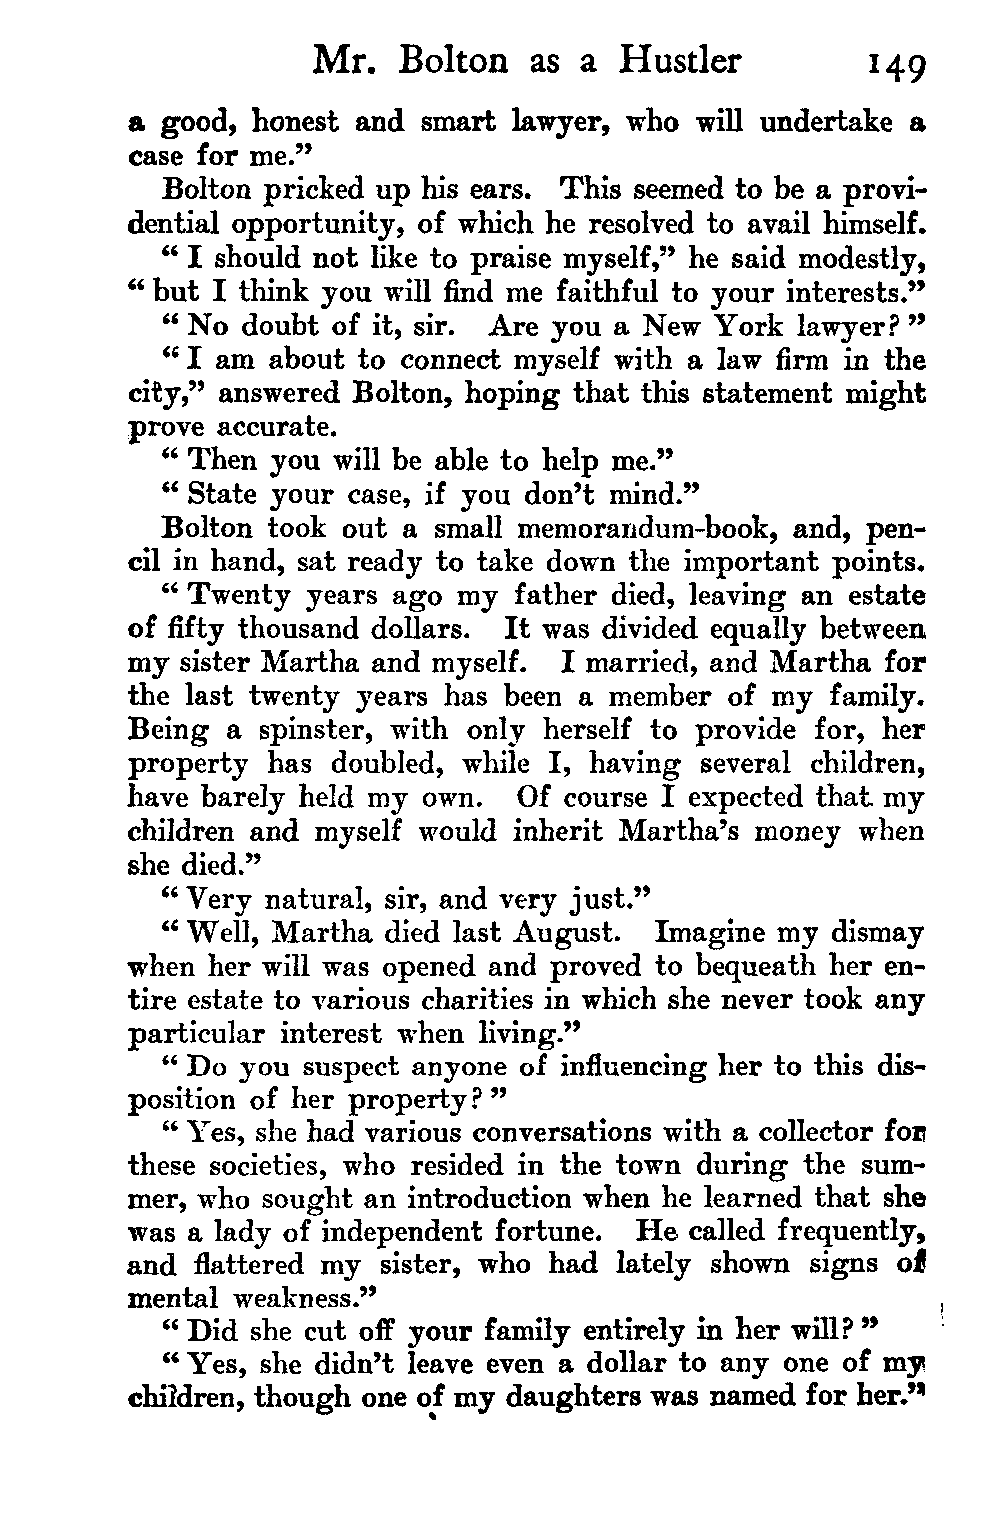 Mr. Bolton as a Hustler 149
a good, honest and smart lawyer, who will undertake a
case for me."
Bolton pricked up his ears. This seemed to be a provi-
dential opportunity, of which he resolved to avail himself.
"I should not like to praise myself," he said modestly,
"but I think you will find me faithful to your interests."
"No doubt of it, sir. Are you a New York lawyer?"
"I am about to connect myself with a law firm in the
city," answered Bolton, hoping that this statement might
prove accurate.
"Then you will be able to help me."
"State your case, if you don't mind."
Bolton took out a small memorandum-book, and, pen-
cil in hand, sat ready to take down the important points.
"Twenty years ago my father died, leaving an estate
of fifty thousand dollars. It was divided equally between
my sister Martha and myself. I married, and Martha for
the last twenty years has been a member of my family.
Being a spinster, with only herself to provide for, her
property has doubled, while I, having several children,
have barely held my own. Of course I expected that my
children and myself would inherit Martha's money when
she died."
"Very natural, sir, and very just."
"Well, Martha died last August. Imagine my dismay
when her will was opened and proved to bequeath her en-
tire estate to various charities in which she never took any
particular interest when living."
"Do you suspect anyone of influencing her to this dis-
position of her property?"
"Yes, she had various conversations with a collector for
these societies, who resided in the town during the sum-
mer, who sought an introduction when he learned that she
was a lady of independent fortune. He called frequently,
and flattered my sister, who had lately shown signs of
mental weakness."
"Did she cut off your family entirely in her will?"
"Yes, she didn't leave even a dollar to any one of my
children, though one of my daughters was named for her."